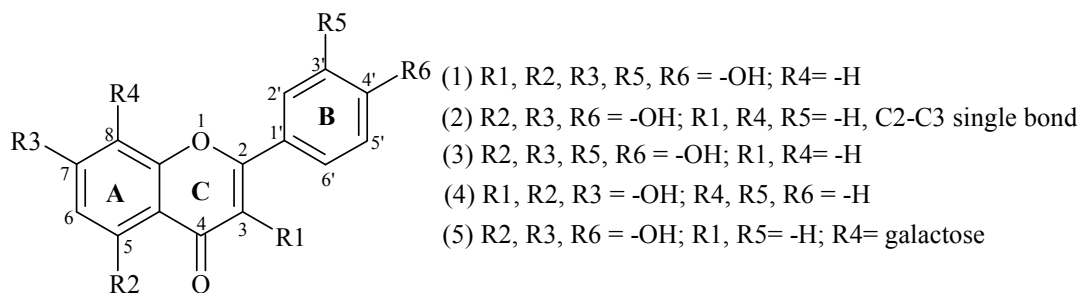 R5
3'
4'
R6
(1) R1, R2, R3, R5, R6 = -OH; R4= -H
R4
2'
B
R3
8
O
1
1'
5'
(2) R2, R3, R6 = -OH; R1, R4, R5= -H, C2-C3 single bond
7
2
6'
(3) R2, R3, R5, R6 = -OH; R1, R4= -H
A
C
6
3
R1
(4) R1, R2, R3 = -OH; R4, R5, R6 = -H
5
4
R2
O
(5) R2, R3, R6 = -OH; R1, R5= -H; R4= galactose